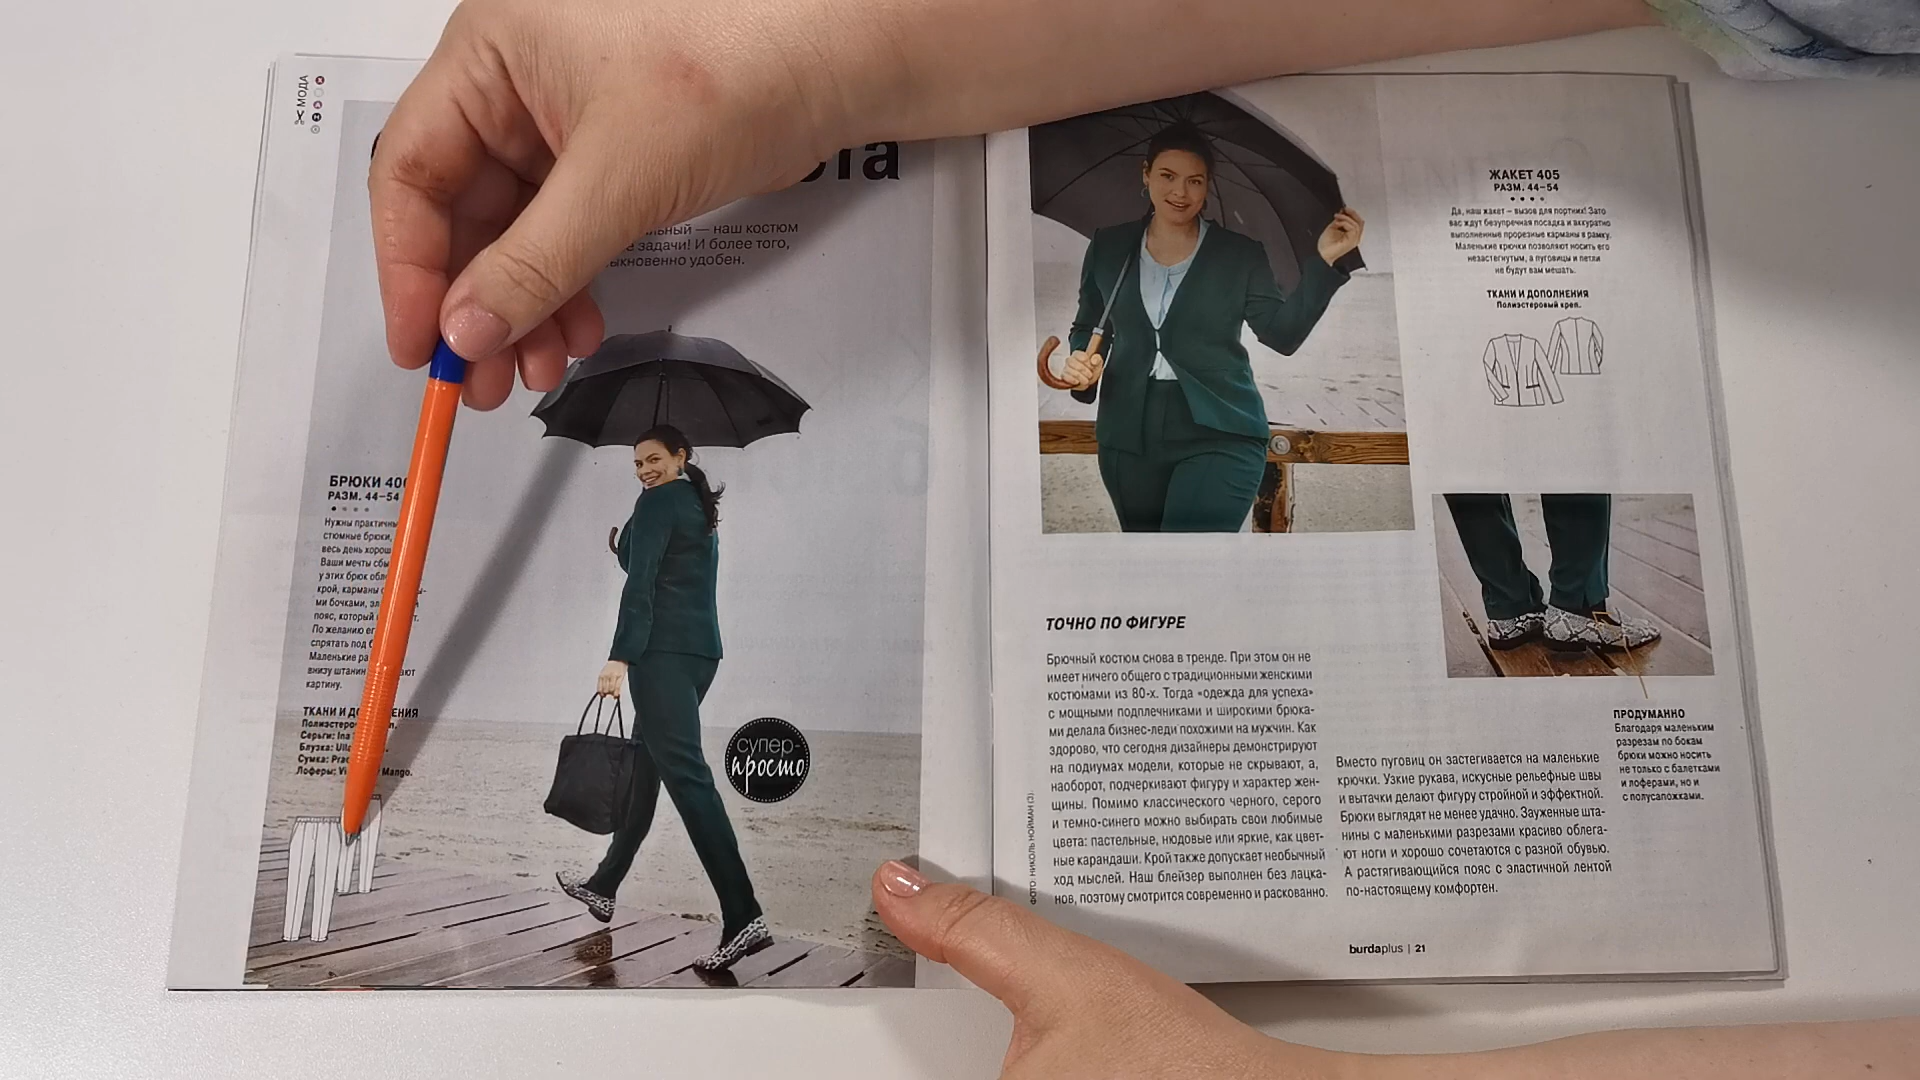 МОДА
ота
льный — наш костюм
е задачи! И более того,
ыкновенно удобен.
БРЮКИ 40
РАЗМ. 44–54
Нужны практичн
стюмные брюки,
весь день хорош
Ваши мечты сбы
у этих брюк обл
крой, карманы с
ми бочками, эл
пояс, который
По желанию ег
спрятать под б
Маленькие ра
внизу штанин ают
картину.
ТКАНИ И ДО НЕНИЯ
Полиэстеро п.
Серьги: Ina
Блузка: Ulla
Сумка: Prac
Лоферы: Vi Mango.
супер-
просто
ЖАКЕТ 405
РАЗМ. 44–54
Да, наш жакет – вызов для портних! Зато
вас ждут безупречная посадка и аккуратно
выполненные прорезные карманы в рамку.
Маленькие крючки позволяют носить его
незастегнутым, а пуговицы и петли
не будут вам мешать.
ТКАНИ И ДОПОЛНЕНИЯ
Полиэстеровый креп.
ТОЧНО ПО ФИГУРЕ
Брючный костюм снова в тренде. При этом он не
имеет ничего общего с традиционными женскими
костюмами из 80-х. Тогда «одежда для успеха»
с мощными подплечниками и широкими брюка-
ми делала бизнес-леди похожими на мужчин. Как
здорово, что сегодня дизайнеры демонстрируют
на подиумах модели, которые не скрывают, а,
наоборот, подчеркивают фигуру и характер жен-
щины. Помимо классического черного, серого
и темно-синего можно выбирать свои любимые
цвета: пастельные, нюдовые или яркие, как цвет-
ные карандаши. Крой также допускает необычный
ход мыслей. Наш блейзер выполнен без лацка-
нов, поэтому смотрится современно и раскованно.
Вместо пуговиц он застегивается на маленькие
крючки. Узкие рукава, искусные рельефные швы
и вытачки делают фигуру стройной и эффектной.
Брюки выглядят не менее удачно. Зауженные шта-
нины с маленькими разрезами красиво облега-
ют ноги и хорошо сочетаются с разной обувью.
А растягивающийся пояс с эластичной лентой
по-настоящему комфортен.
ПРОДУМАННО
Благодаря маленьким
разрезам по бокам
брюки можно носить
не только с балетками
и лоферами, но и
с полусапожками.
ФОТО: НИКОЛЬ НОЙМАН (3).
burdaplus | 21